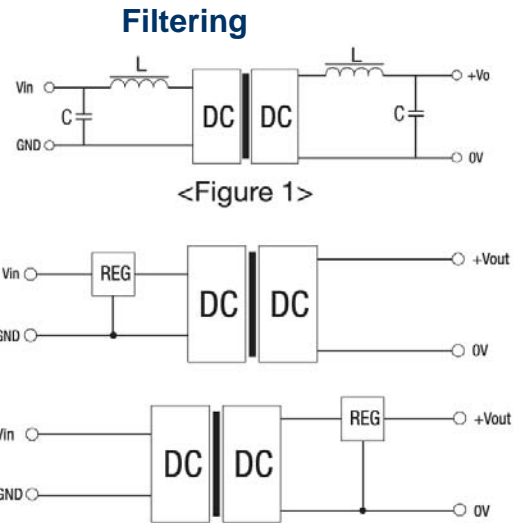 Filtering
L L
Vin +Vo
C DC DC C
GND 0V
<Figure 1>
Vin REG +Vout
DC DC
GND 0V
Vin REG +Vout
DC DC
GND 0V